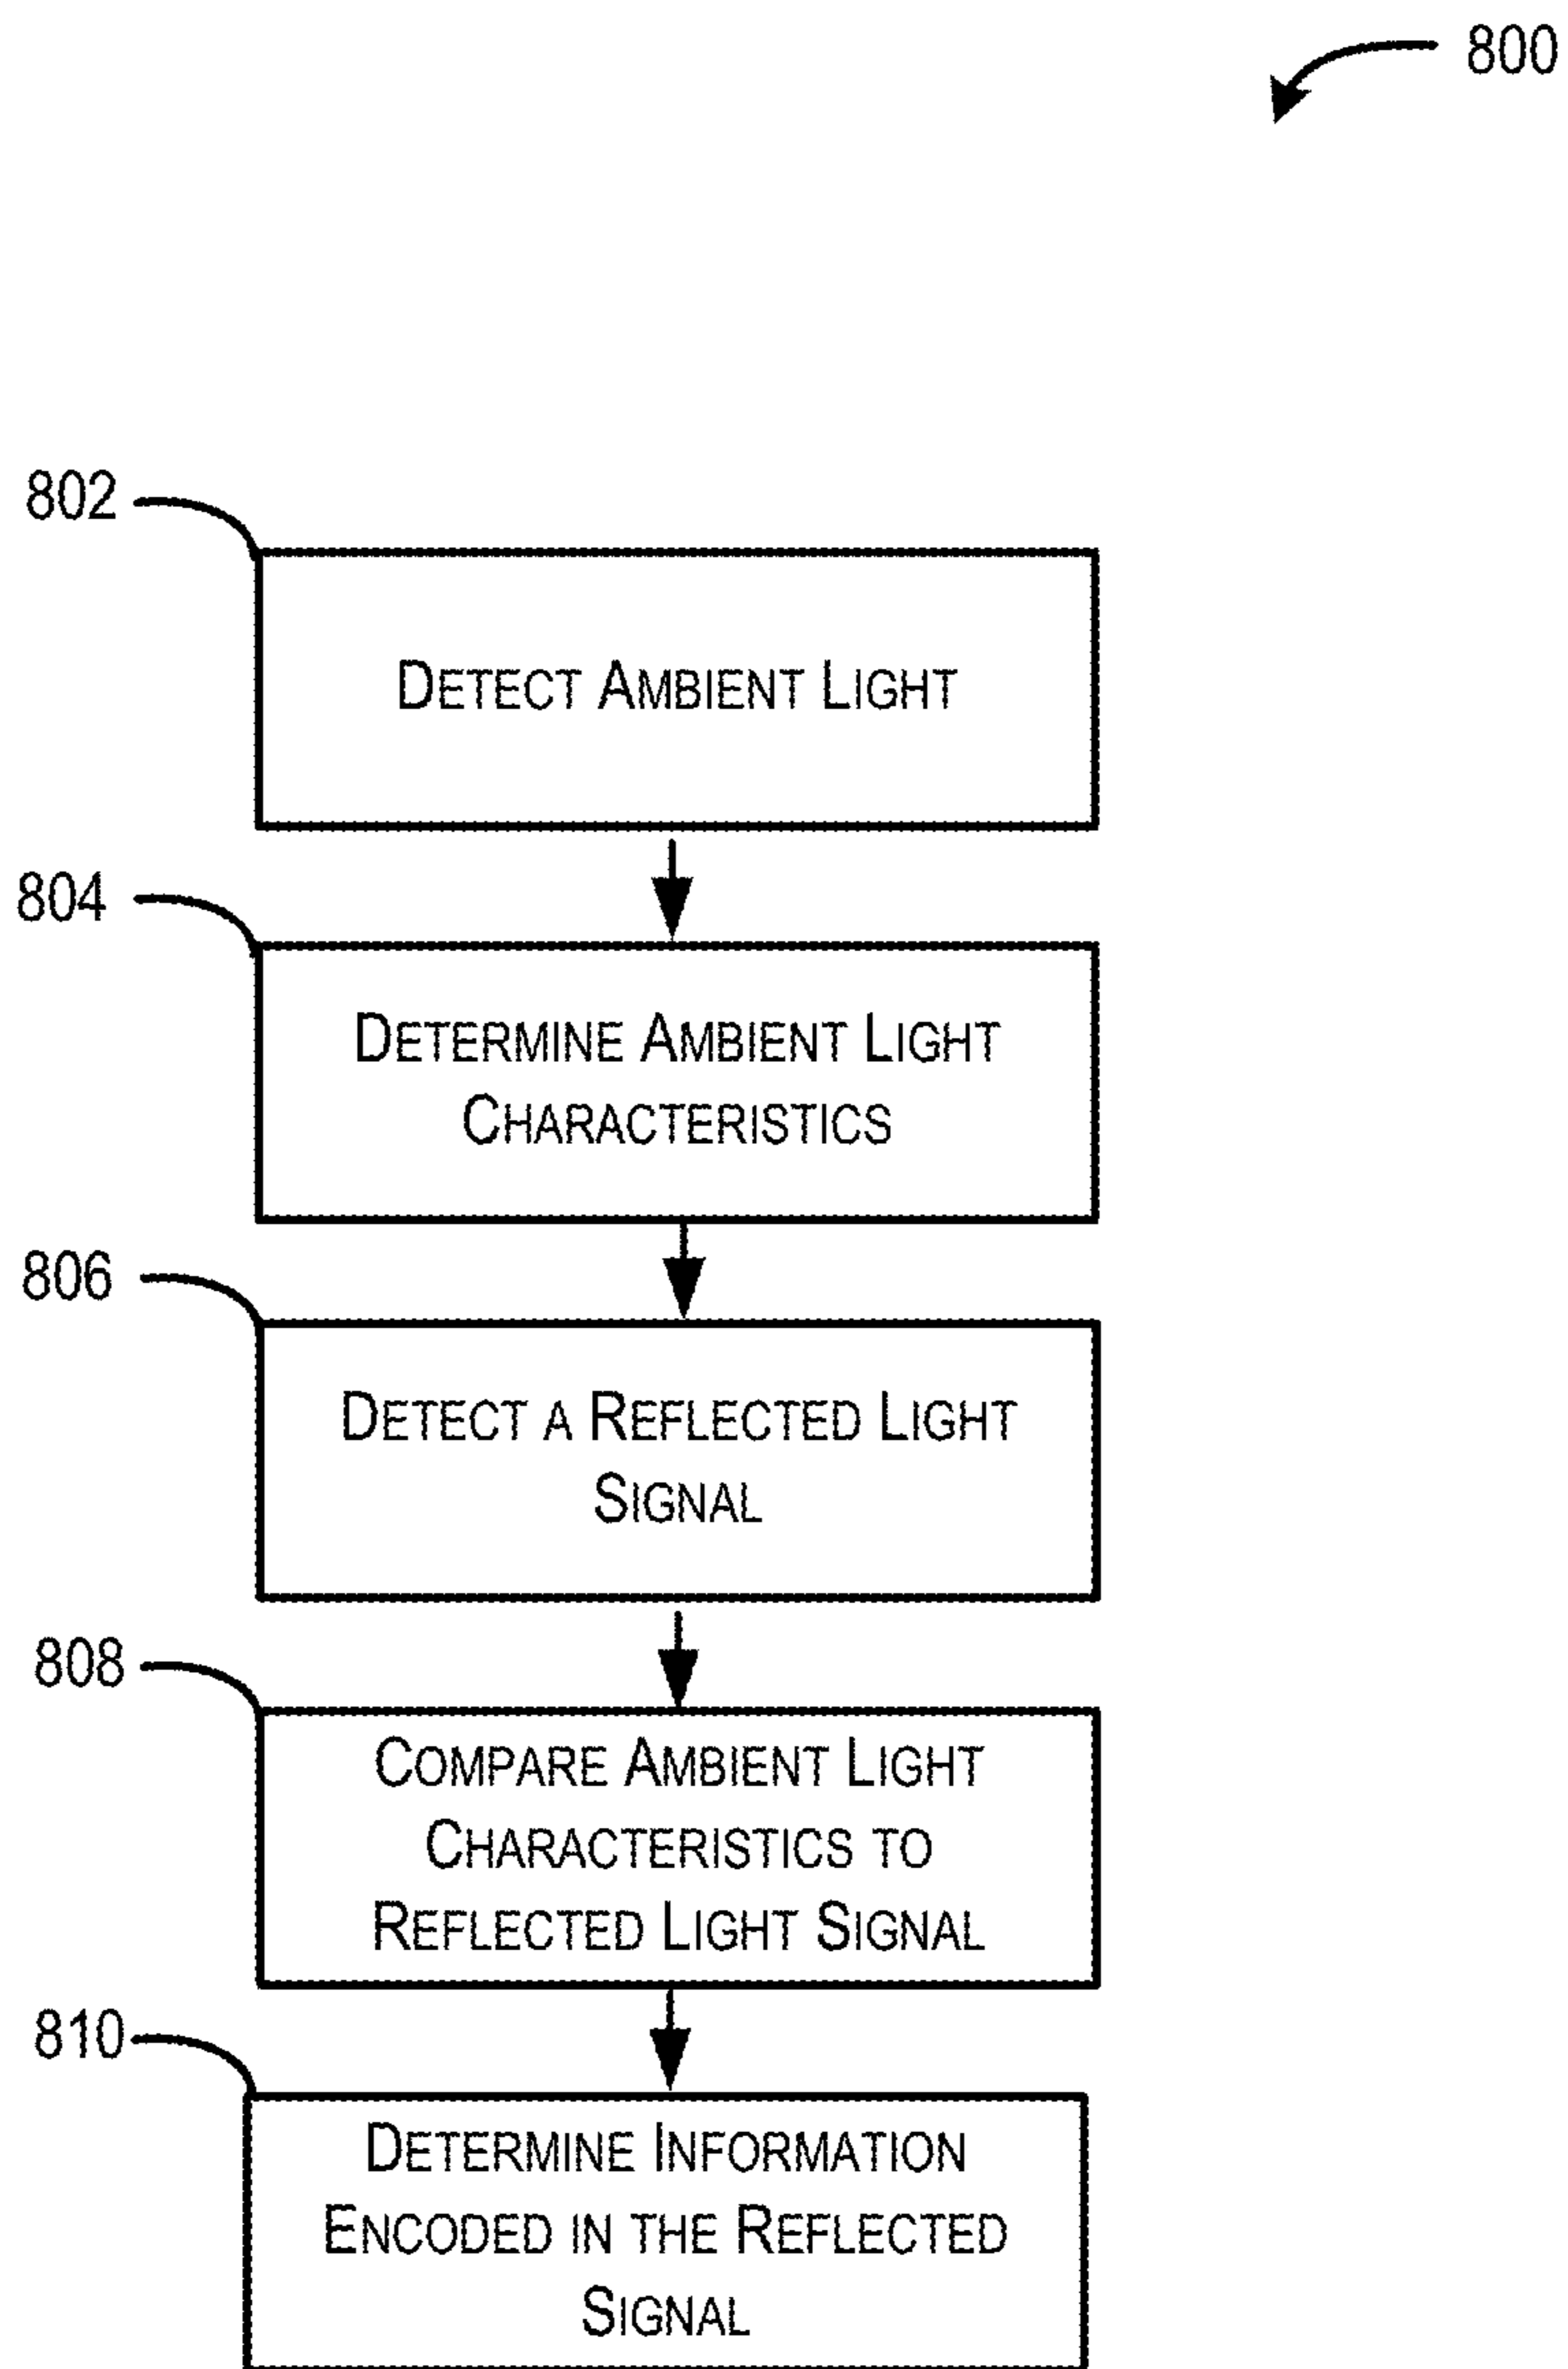 800
802
DETECT AMBIENT LIGHT
804
DETERMINE AMBIENT LIGHT
CHARACTERISTICS
806
DETECT A REFLECTED LIGHT
SIGNAL
808
COMPARE AMBIENT LIGHT
CHARACTERISTICS TO
REFLECTED LIGHT SIGNAL
810
DETERMINE INFORMATION
ENCODED IN THE REFLECTED
SIGNAL